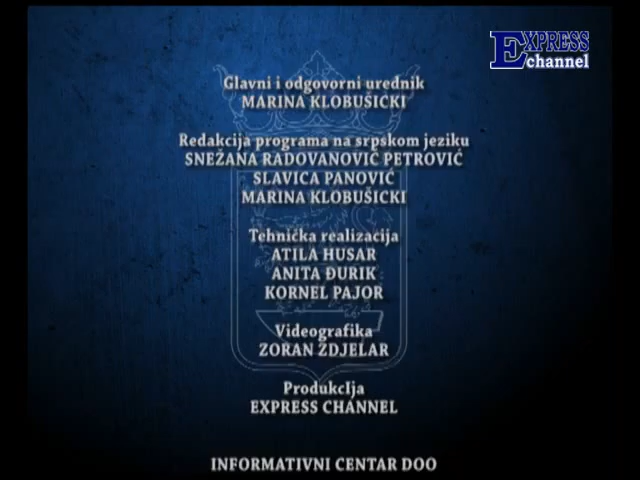 EXPRESS
channel
Glavni i odgovorni urednik
MARINA KLOBUŠICKI
Redakcija programa na srpskom jeziku
SNEŽANA RADOVANOVIĆ PETROVIĆ
SLAVICA PANOVIĆ
MARINA KLOBUŠICKI
Tehnička realizacija
ATILA HUSAR
ANITA ĐURIK
KORNEL PAJOR
Videografika
ZORAN ŽDJELAR
ProdukcIja
EXPRESS CHANNEL
INFORMATIVNI CENTAR DOO